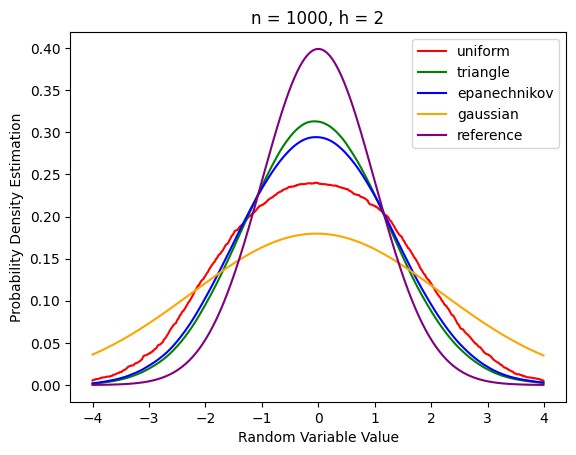 n = 1000, h = 2
uniform
triangle
epanechnikov
gaussian
reference
Probability Density Estimation
0.40
0.35
0.30
0.25
0.20
0.15
0.10
0.05
0.00
−4 −3 −2 −1 0 1 2 3 4
Random Variable Value